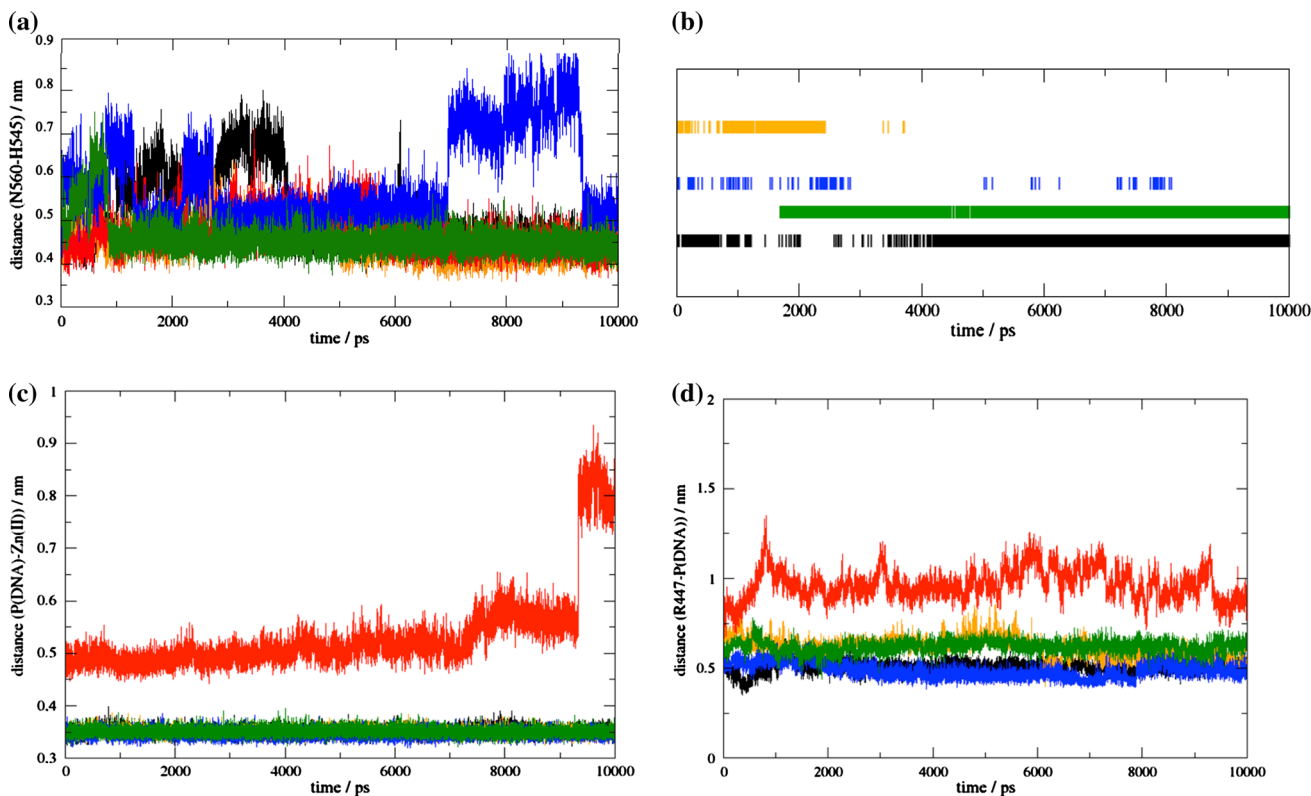 (a)
0.9
0.8
0.7
0.6
0.5
0.4
0.3
distance (N560-H545) / nm
0 2000 4000 6000 8000 10000
time / ps
(b)
0 2000 4000 6000 8000 10000
time / ps
(c)
1
0.9
0.8
0.7
0.6
0.5
0.4
0.3
distance (P(DNA)-Zn(II)) / nm
0 2000 4000 6000 8000 10000
time / ps
(d)
2
1.5
1
0.5
0
distance (R447-P(DNA)) / nm
0 2000 4000 6000 8000 10000
time / ps